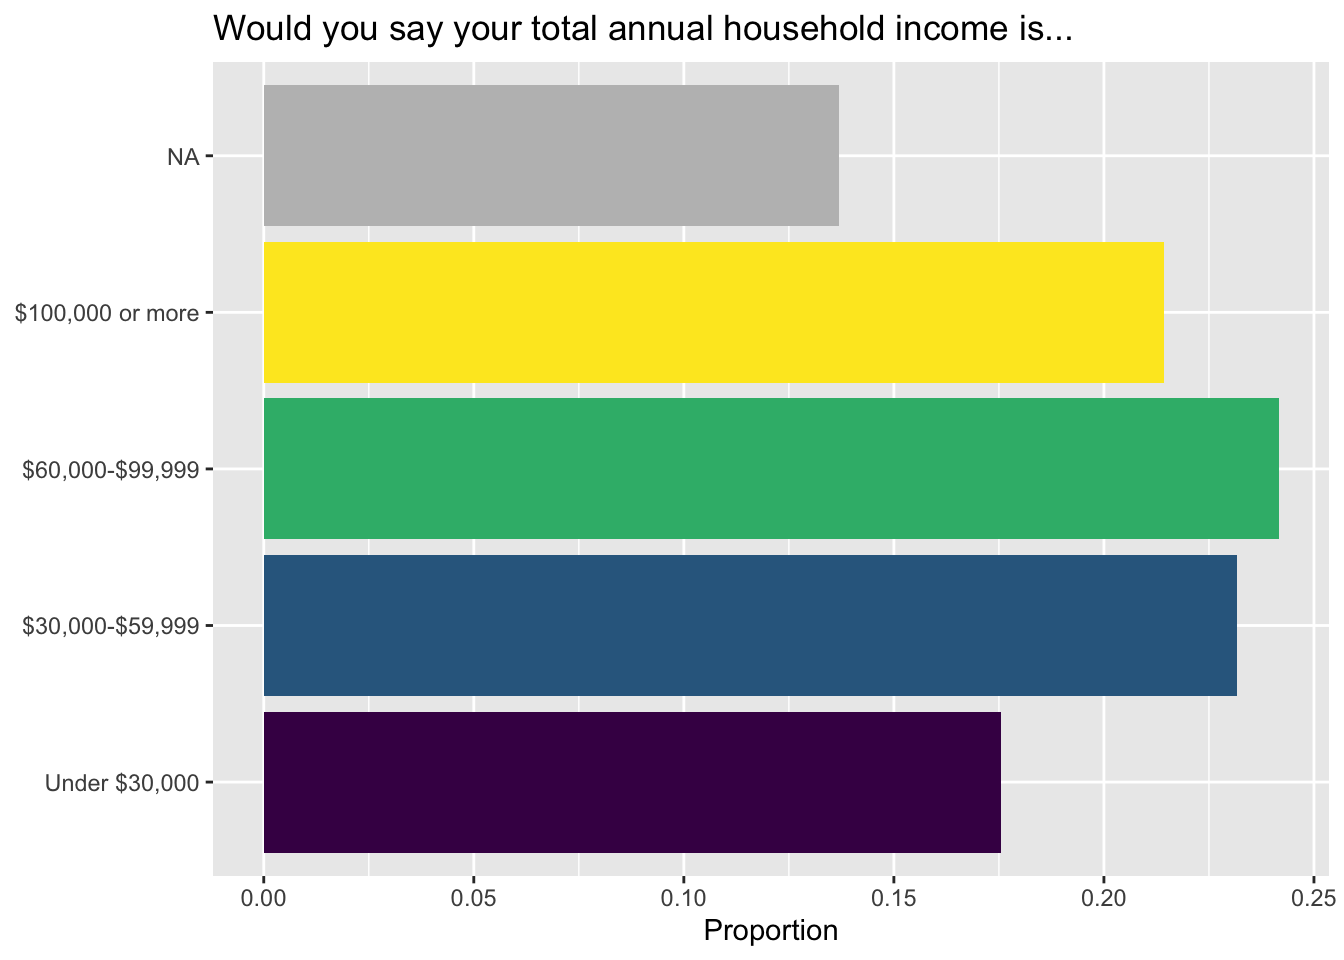 Would you say your total annual household income is...
NA
$100,000 or more
$60,000-$99,999
$30,000-$59,999
Under $30,000
0.00 0.05 0.10 0.15 0.20 0.25
Proportion